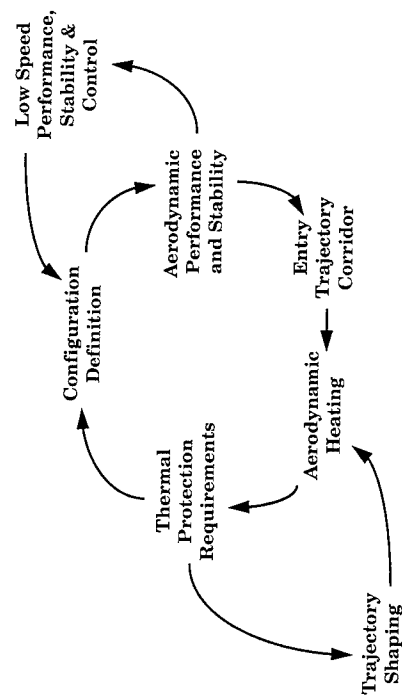 Low Speed
Performance,
Stability &
Control
Configuration
Definition
Aerodynamic
Performance
and Stability
Thermal
Protection
Requirements
Entry
Trajectory
Corridor
Aerodynamic
Heating
Trajectory
Shaping